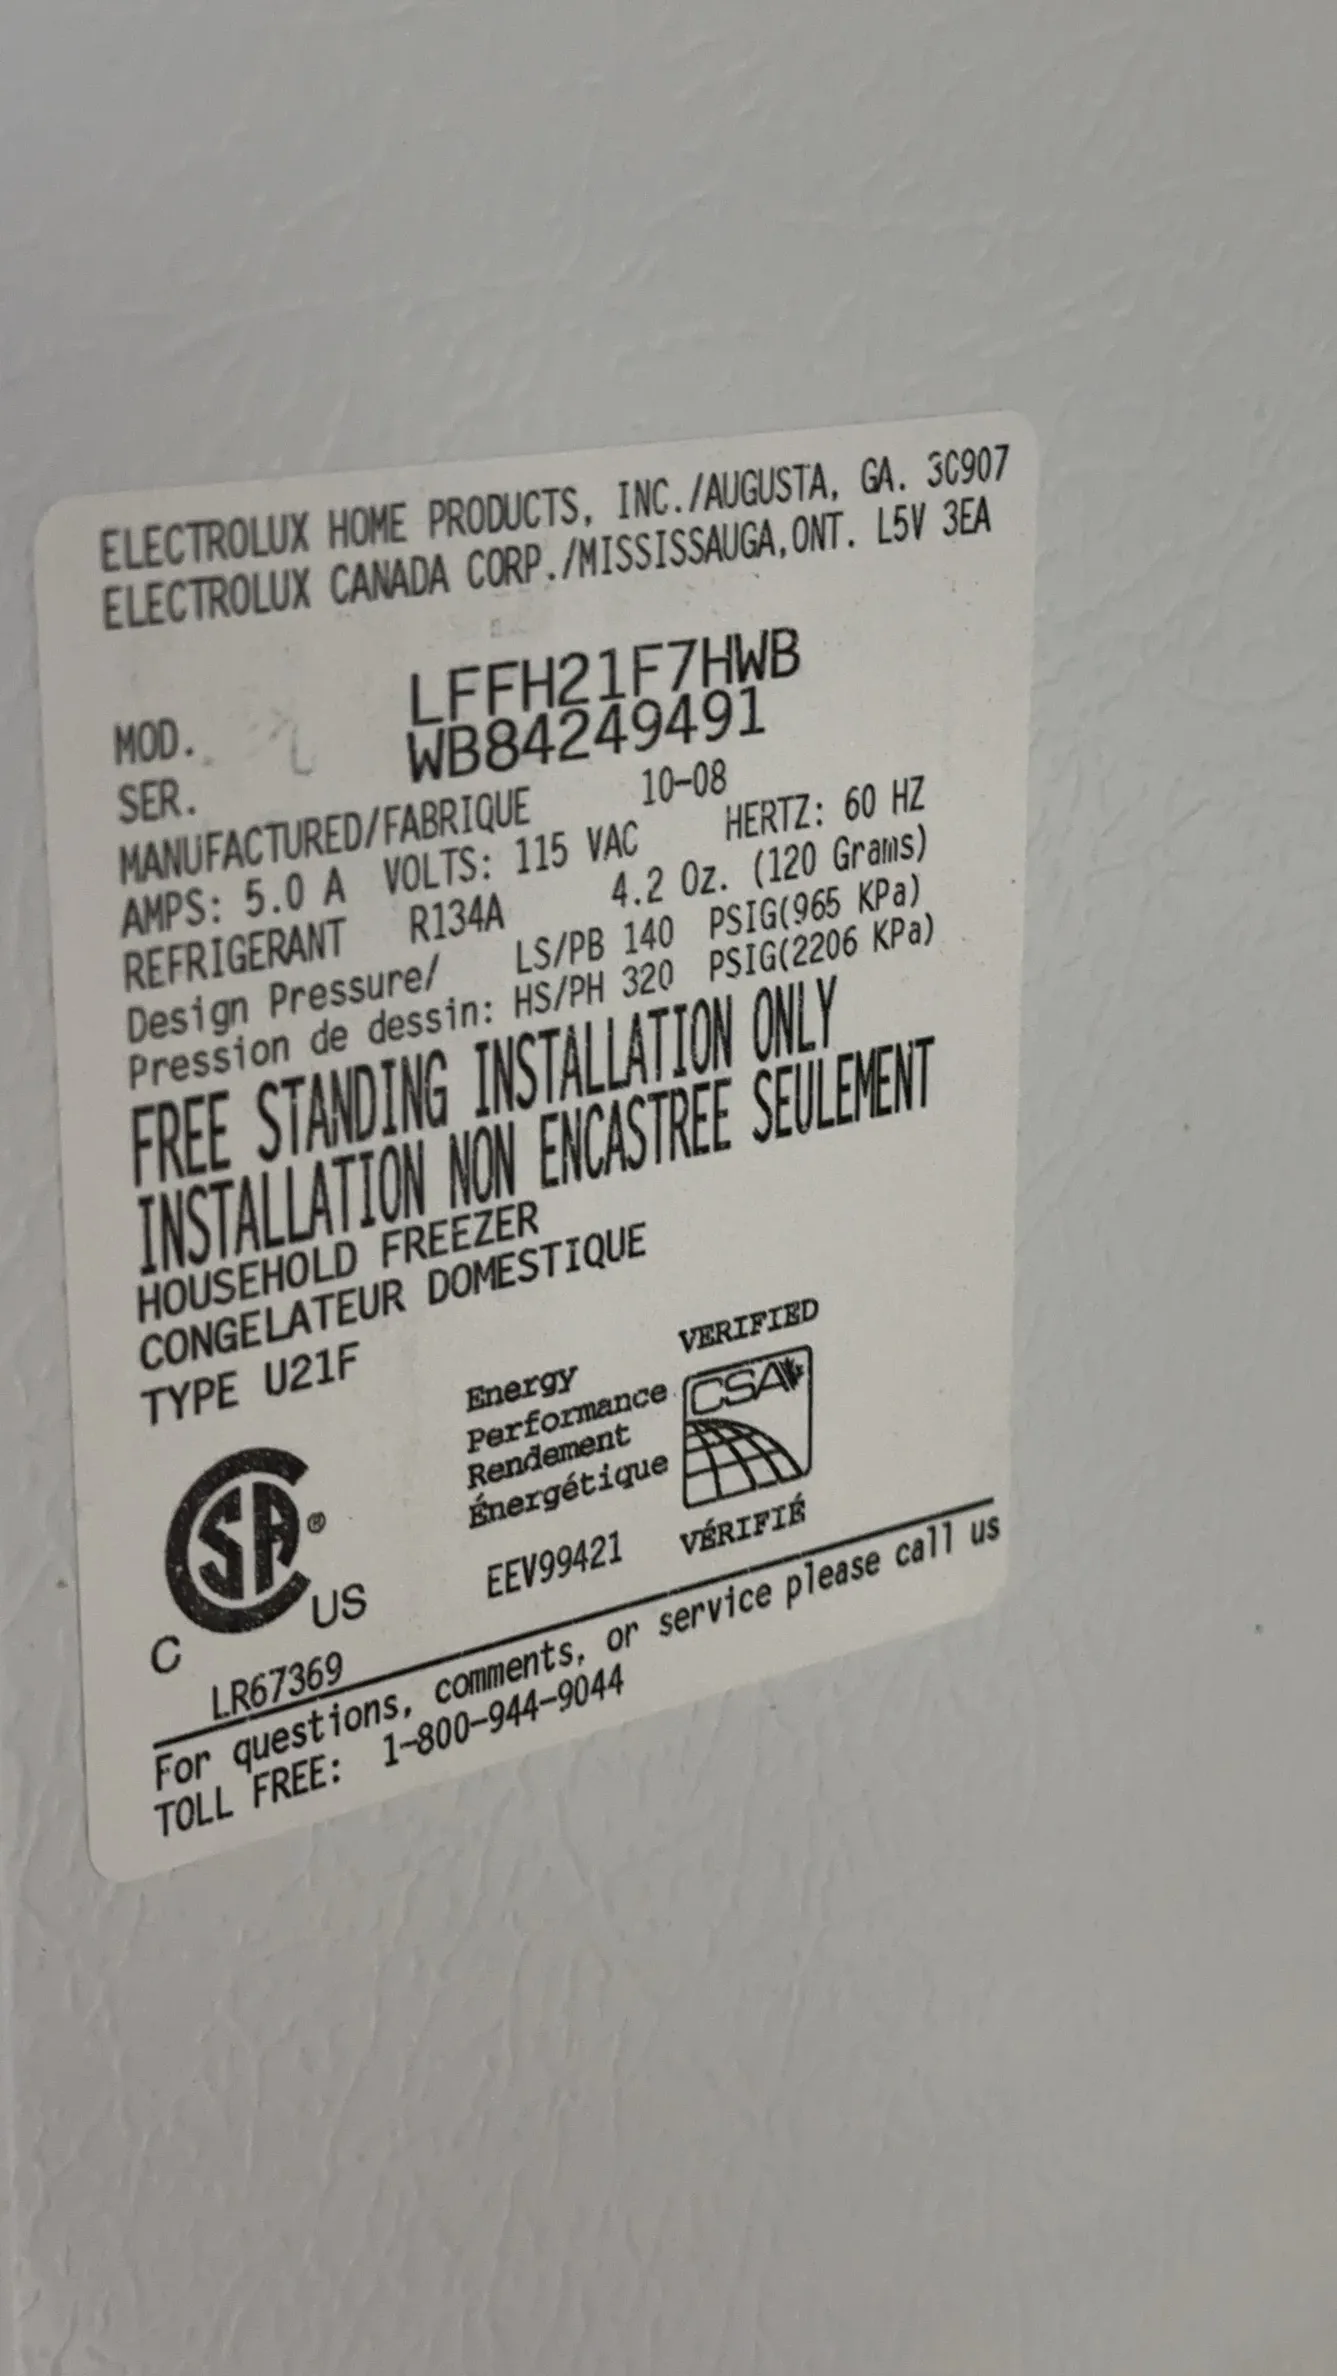 ELECTROLUX HOME PRODUCTS, INC./AUGUSTA, GA. 3C907
ELECTROLUX CANADA CORP./MISSISSAUGA,ONT. L5V 3EA
MOD. LFFH21F7HWB
SER. WB84249491
MANUFACTURED/FABRIQUE 10-08
AMPS: 5.0 A VOLTS: 115 VAC HERTZ: 60 HZ
REFRIGERANT R134A 4.2 Oz. (120 Grams)
Design Pressure/ LS/PB 140 PSIG(965 KPa)
Pression de dessin: HS/PH 320 PSIG(2206 KPa)
FREE STANDING INSTALLATION ONLY
INSTALLATION NON ENCASTREE SEULEMENT
HOUSEHOLD FREEZER
CONGELATEUR DOMESTIQUE
TYPE U21F
Energy
Performance
Rendement
Énergétique
EEV99421
VERIFIED
CSA
VÉRIFIÉ
C SA ® US
LR67369
For questions, comments, or service please call us
TOLL FREE: 1-800-944-9044